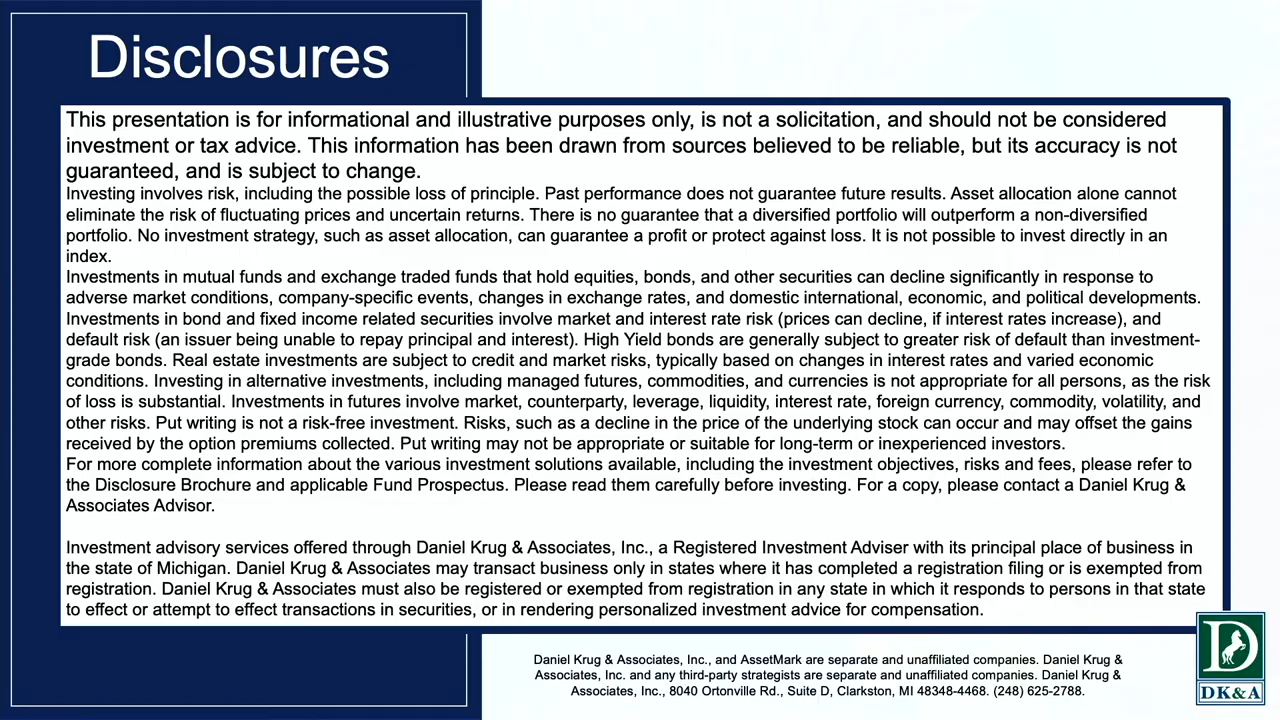 Disclosures
This presentation is for informational and illustrative purposes only, is not a solicitation, and should not be considered
investment or tax advice. This information has been drawn from sources believed to be reliable, but its accuracy is not
guaranteed, and is subject to change.
Investing involves risk, including the possible loss of principle. Past performance does not guarantee future results. Asset allocation alone cannot
eliminate the risk of fluctuating prices and uncertain returns. There is no guarantee that a diversified portfolio will outperform a non-diversified
portfolio. No investment strategy, such as asset allocation, can guarantee a profit or protect against loss. It is not possible to invest directly in an
index.
Investments in mutual funds and exchange traded funds that hold equities, bonds, and other securities can decline significantly in response to
adverse market conditions, company-specific events, changes in exchange rates, and domestic international, economic, and political developments.
Investments in bond and fixed income related securities involve market and interest rate risk (prices can decline, if interest rates increase), and
default risk (an issuer being unable to repay principal and interest). High Yield bonds are generally subject to greater risk of default than investment-
grade bonds. Real estate investments are subject to credit and market risks, typically based on changes in interest rates and varied economic
conditions. Investing in alternative investments, including managed futures, commodities, and currencies is not appropriate for all persons, as the risk
of loss is substantial. Investments in futures involve market, counterparty, leverage, liquidity, interest rate, foreign currency, commodity, volatility, and
other risks. Put writing is not a risk-free investment. Risks, such as a decline in the price of the underlying stock can occur and may offset the gains
received by the option premiums collected. Put writing may not be appropriate or suitable for long-term or inexperienced investors.
For more complete information about the various investment solutions available, including the investment objectives, risks and fees, please refer to
the Disclosure Brochure and applicable Fund Prospectus. Please read them carefully before investing. For a copy, please contact a Daniel Krug &
Associates Advisor.
Investment advisory services offered through Daniel Krug & Associates, Inc., a Registered Investment Adviser with its principal place of business in
the state of Michigan. Daniel Krug & Associates may transact business only in states where it has completed a registration filing or is exempted from
registration. Daniel Krug & Associates must also be registered or exempted from registration in any state in which it responds to persons in that state
to effect or attempt to effect transactions in securities, or in rendering personalized investment advice for compensation.
Daniel Krug & Associates, Inc., and AssetMark are separate and unaffiliated companies. Daniel Krug &
Associates, Inc. and any third-party strategists are separate and unaffiliated companies. Daniel Krug &
Associates, Inc., 8040 Ortonville Rd., Suite D, Clarkston, MI 48348-4468. (248) 625-2788.
D
DK&A